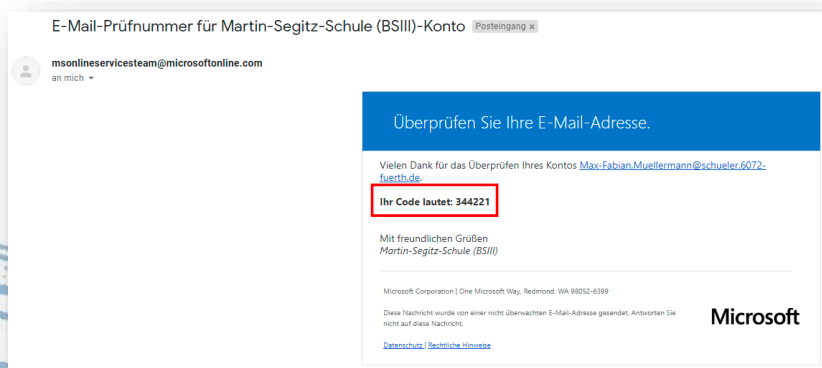 E-Mail-Prüfnummer für Martin-Segitz-Schule (BSIII)-Konto Posteingang x
msonlineservicesteam@microsoftonline.com
an mich
Überprüfen Sie Ihre E-Mail-Adresse.
Vielen Dank für das Überprüfen Ihres Kontos Max-Fabian.Muellermann@schueler.6072-
fuerth.de.
Ihr Code lautet: 344221
Mit freundlichen Grüßen
Martin-Segitz-Schule (BSIII)
Microsoft Corporation | One Microsoft Way, Redmond, WA 98052-6399
Diese Nachricht wurde von einer nicht überwachten E-Mail-Adresse gesendet. Antworten Sie
nicht auf diese Nachricht.
Microsoft
Datenschutz | Rechtliche Hinweise